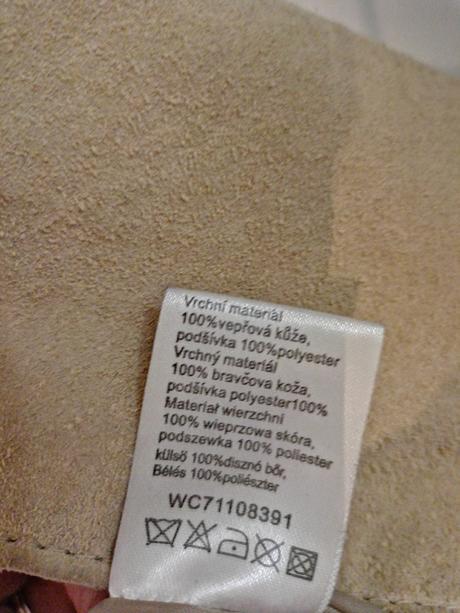 Vrchní materiál
100%vepřová kůže,
podšívka 100%polyester
Vrchný materiál
100% bravčova koža,
podšívka polyester100%
Materiał wierzchni
100% wieprzowa skóra,
podszewka 100% poliester
külsö 100%disznó bőr,
Bélés 100%poliészter
WC71108391